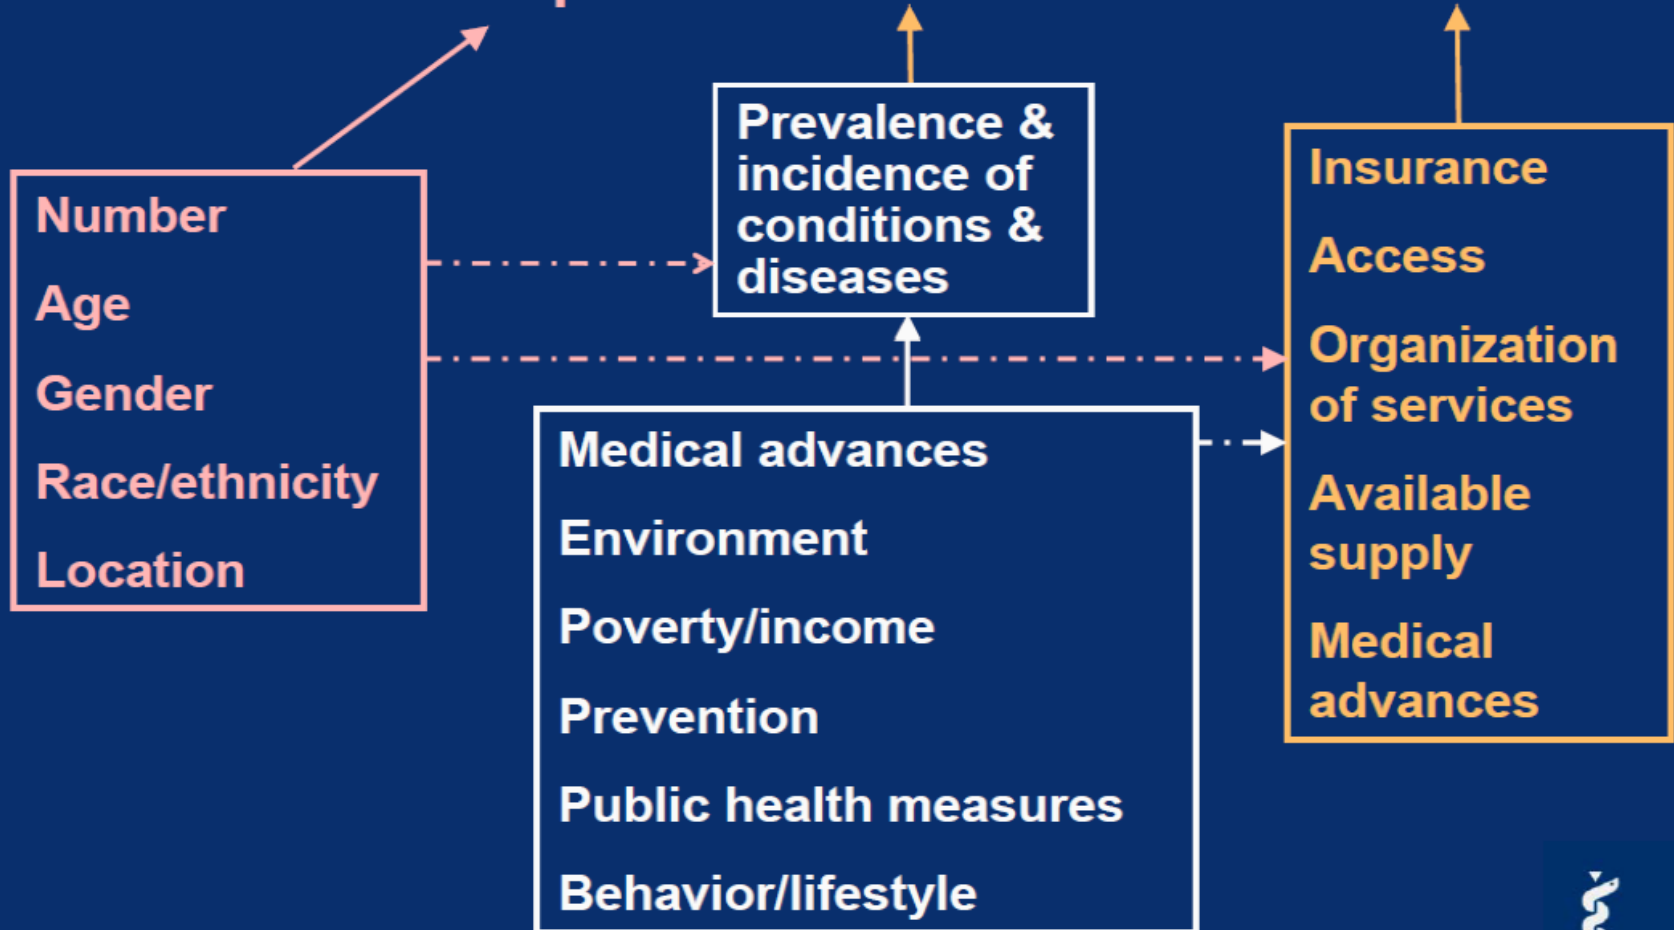 Number
Age
Gender
Race/ethnicity
Location
Prevalence &
incidence of
conditions &
diseases
Medical advances
Environment
Poverty/income
Prevention
Public health measures
Behavior/lifestyle
Insurance
Access
Organization
of services
Available
supply
Medical
advances